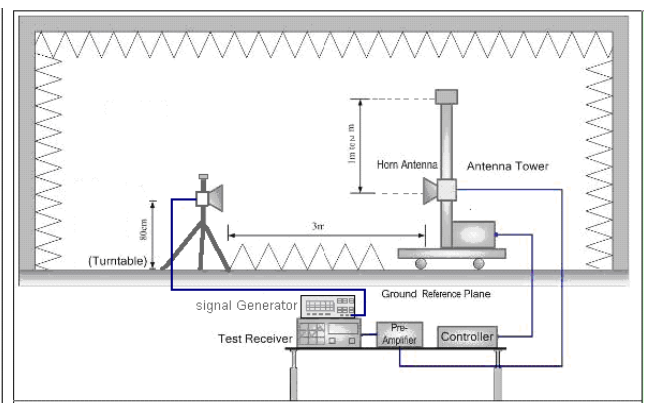 1m to 4 m
Horn Antenna
Antenna Tower
80cm
3m
(Turntable)
Ground Reference Plane
signal Generator
Test Receiver
Pre-
Amplifier
Controller